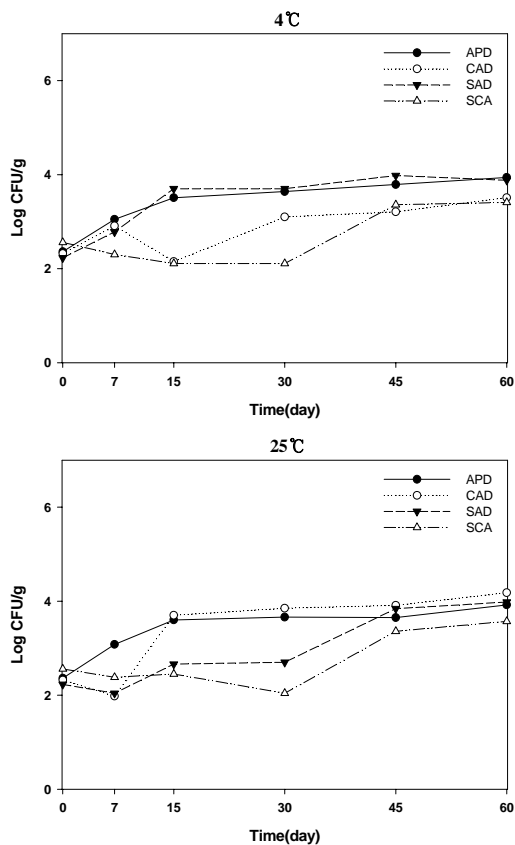 4℃
APD
CAD
SAD
SCA
6
4
2
0
Log CFU/g
0 7 15 30 45 60
Time(day)
25℃
APD
CAD
SAD
SCA
6
4
2
0
Log CFU/g
0 7 15 30 45 60
Time(day)